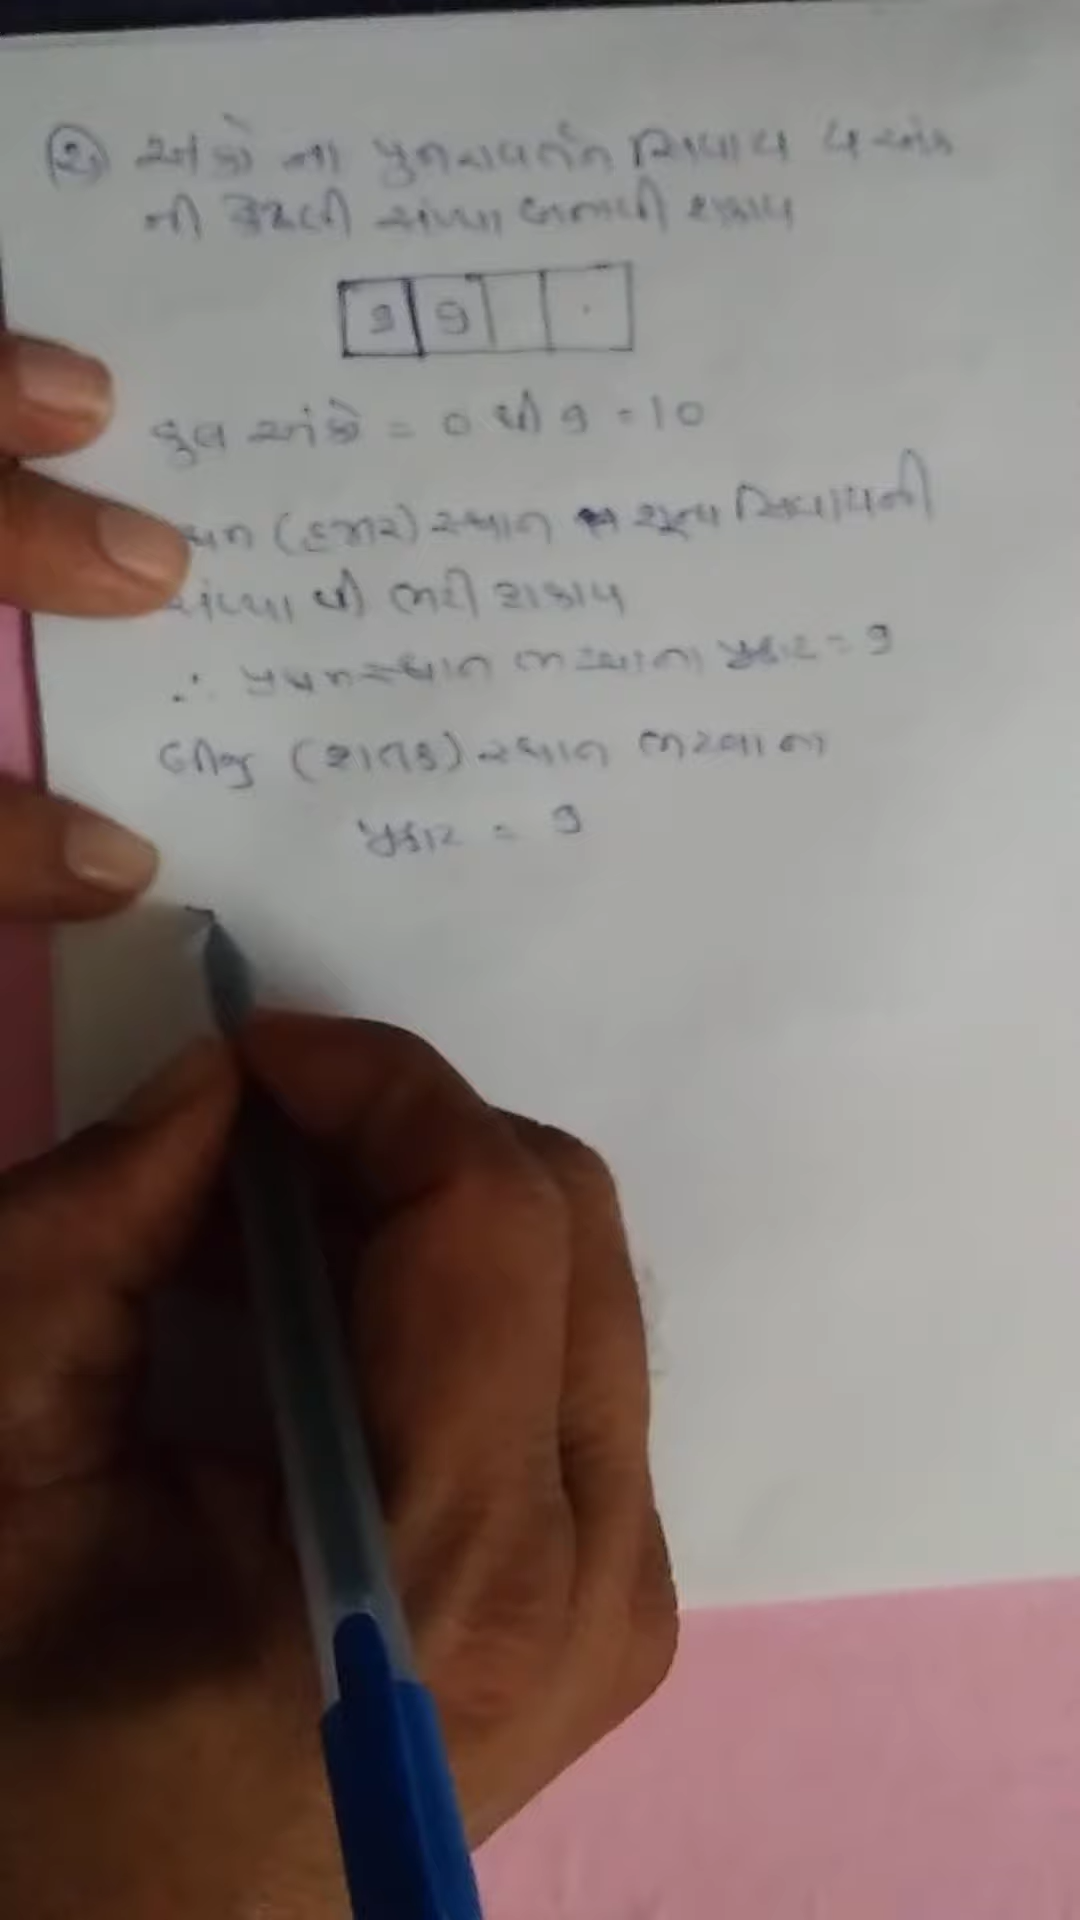 ② અંકો ના પુનરાવર્તન સિવાય ૪ અંક
ની કેટલી સંખ્યા બનાવી શકાય
9 9
કુલ અંકો = 0 થી 9 = 10
(હજાર) સ્થાન શૂન્ય સિવાયની
સંખ્યા થી ભરી શકાય
∴ પ્રથમ સ્થાન ભરવાના પ્રકાર = 9
બીજુ (શતક) સ્થાન ભરવાના
પ્રકાર = 9